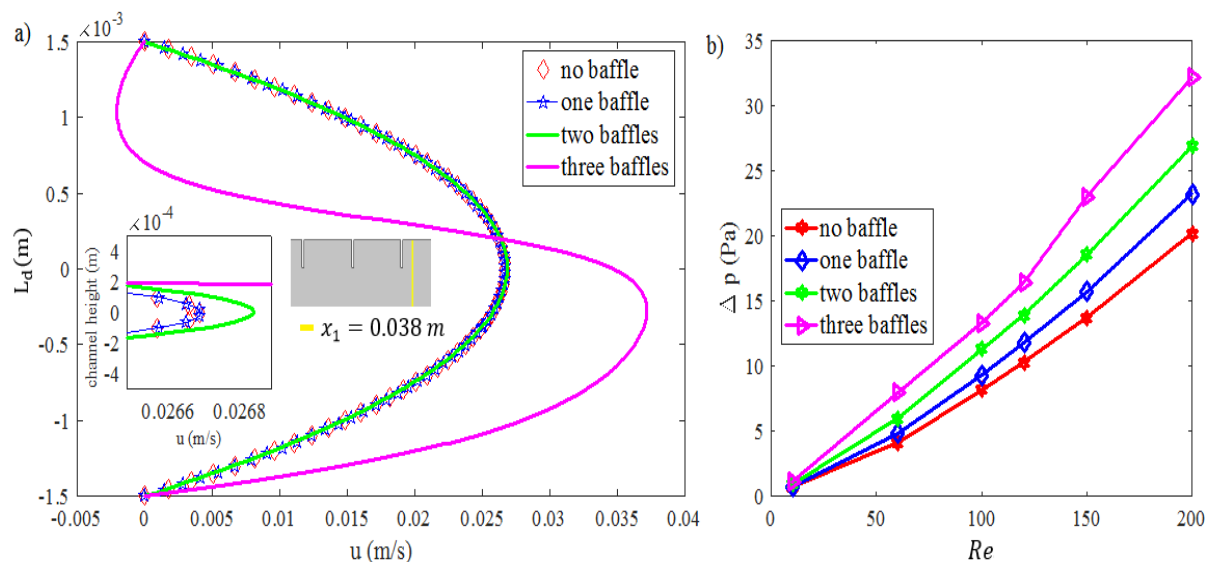 a)
×10⁻³
1.5
1
0.5
0
-0.5
-1
-1.5
L_d(m)
-0.005
0
0.005
0.01
0.015
0.02
0.025
0.03
0.035
0.04
u (m/s)
no baffle
one baffle
two baffles
three baffles
×10⁻⁴
4
2
0
-2
-4
channel height (m)
0.0266
0.0268
u (m/s)
x₁ = 0.038 m
b)
35
30
25
20
15
10
5
0
Δ p (Pa)
0
50
100
150
200
Re
no baffle
one baffle
two baffles
three baffles